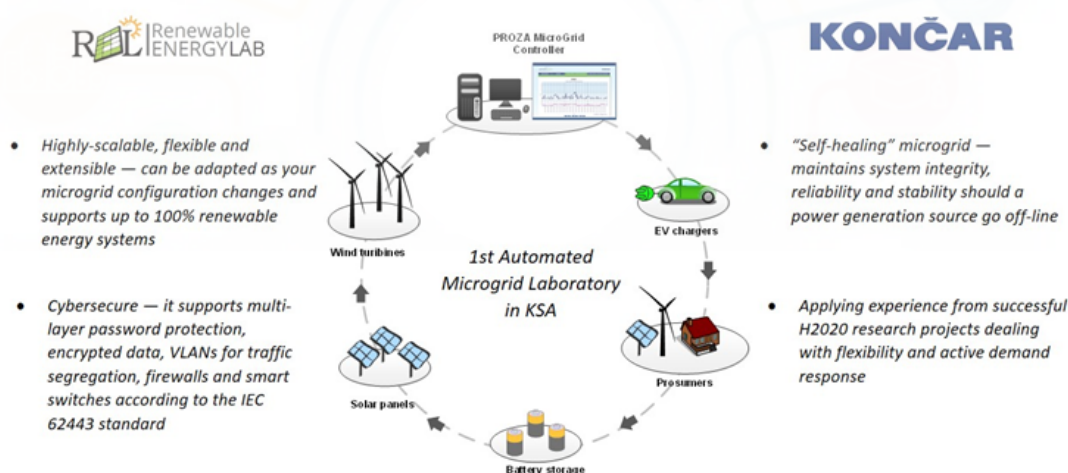 REL Renewable
ENERGYLAB
KONČAR
PROZA MicroGrid
Controller
• Highly-scalable, flexible and
extensible — can be adapted as your
microgrid configuration changes and
supports up to 100% renewable
energy systems
• Cybersecure — it supports multi-
layer password protection,
encrypted data, VLANs for traffic
segregation, firewalls and smart
switches according to the IEC
62443 standard
Wind turibines
Solar panels
1st Automated
Microgrid Laboratory
in KSA
EV chargers
Prosumers
Battery storage
• “Self-healing” microgrid —
maintains system integrity,
reliability and stability should a
power generation source go off-line
• Applying experience from successful
H2020 research projects dealing
with flexibility and active demand
response